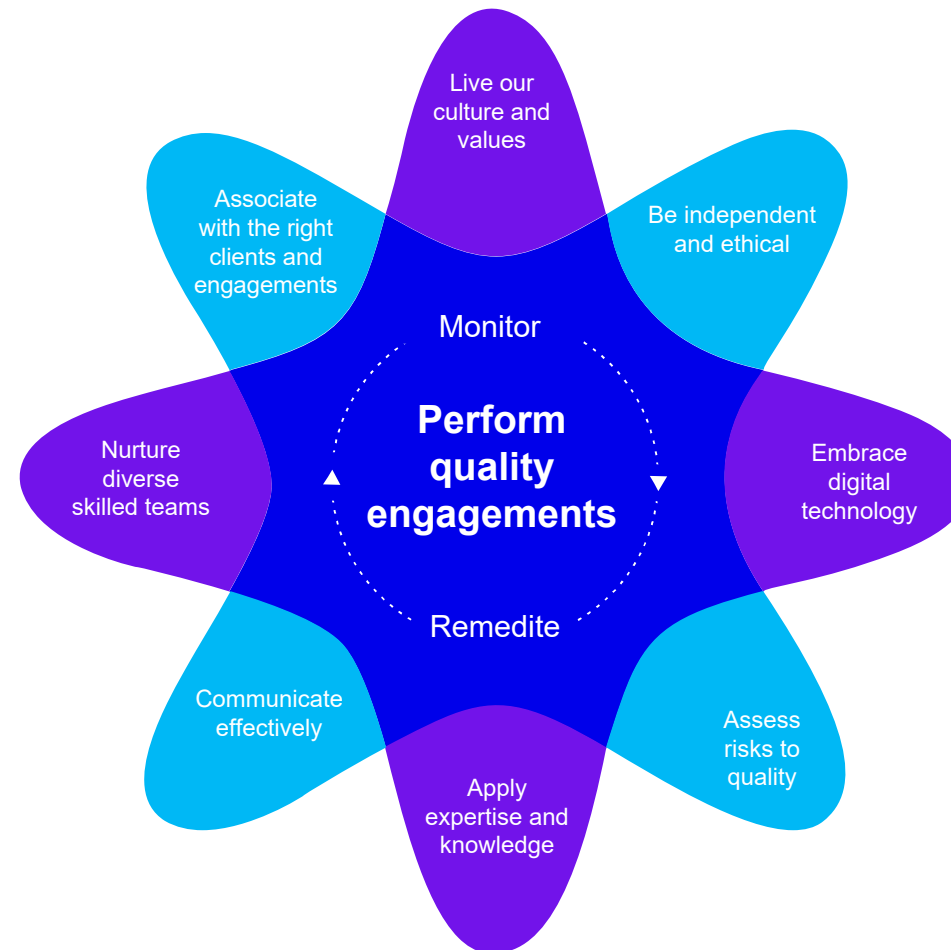 Live our
culture and
values
Be independent
and ethical
Embrace
digital
technology
Assess
risks to
quality
Apply
expertise and
knowledge
Communicate
effectively
Nurture
diverse
skilled teams
Associate
with the right
clients and
engagements
Monitor
Perform
quality
engagements
Remedite